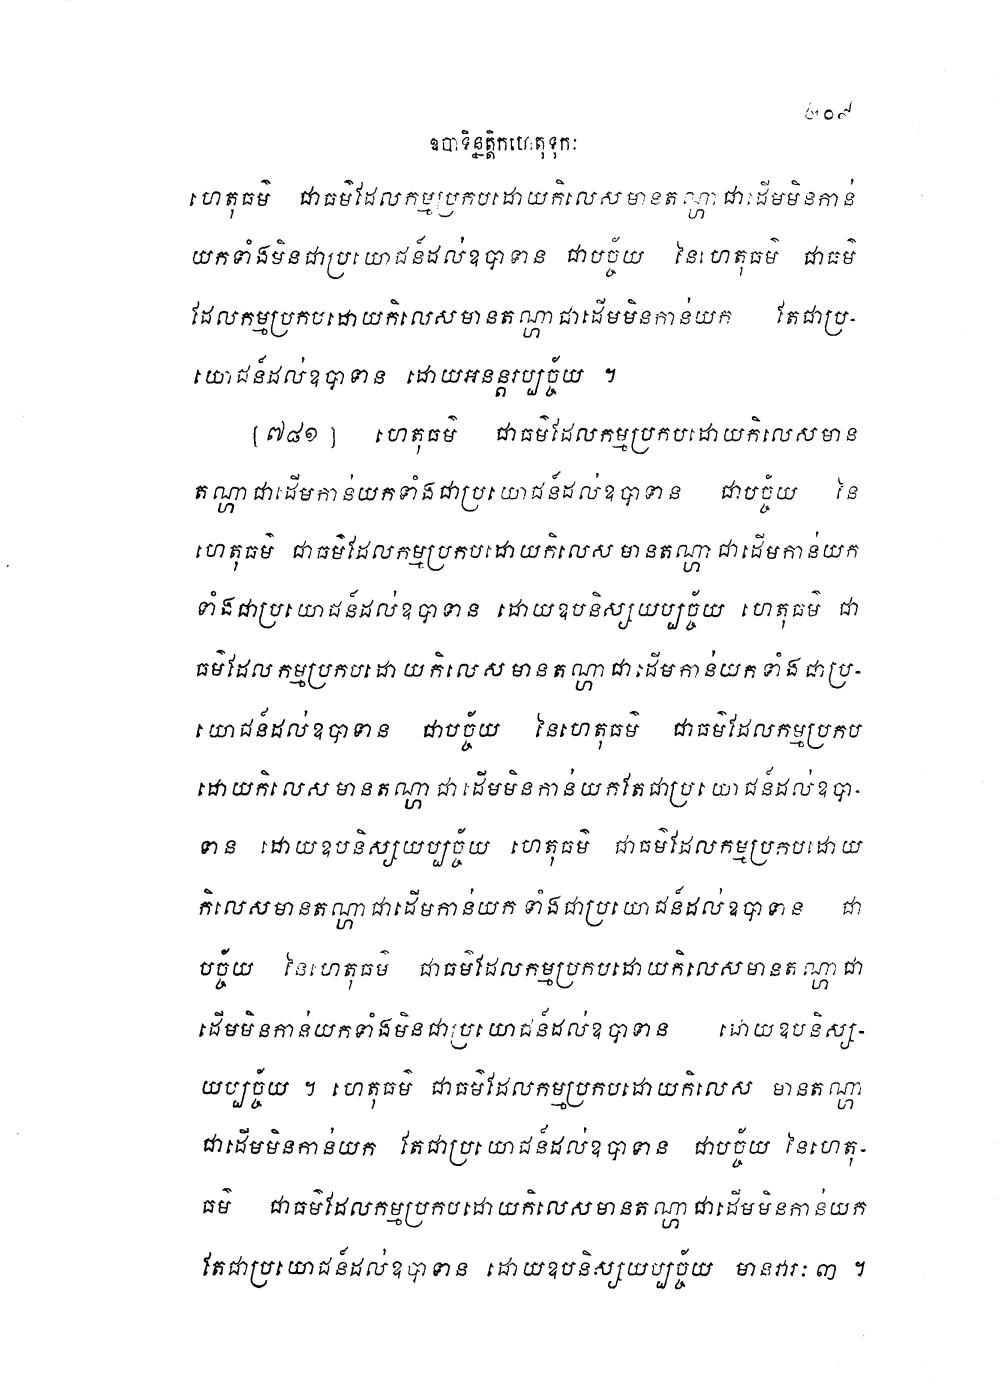 ២០៩
ឧបាទិន្នត្តិកហេតុទុកៈ
ហេតុធម៌ ជាធម៌ដែលកម្មប្រកបដោយកិលេសមានតណ្ហាជាដើមមិនកាន់
យកទាំងមិនជាប្រយោជន៍ដល់ឧបាទាន ជាបច្ច័យ នៃហេតុធម៌ ជាធម៌
ដែលកម្មប្រកបដោយកិលេសមានតណ្ហាជាដើមមិនកាន់យក តែជាប្រ-
យោជន៍ដល់ឧបាទាន ដោយអនន្តរប្បច្ច័យ ។
[៧៨១] ហេតុធម៌ ជាធម៌ដែលកម្មប្រកបដោយកិលេសមាន
តណ្ហាជាដើមកាន់យកទាំងជាប្រយោជន៍ដល់ឧបាទាន ជាបច្ច័យ នៃ
ហេតុធម៌ ជាធម៌ដែលកម្មប្រកបដោយកិលេសមានតណ្ហាជាដើមកាន់យក
ទាំងជាប្រយោជន៍ដល់ឧបាទាន ដោយឧបនិស្សយប្បច្ច័យ ហេតុធម៌ ជា
ធម៌ដែលកម្មប្រកបដោយកិលេសមានតណ្ហាជាដើមកាន់យកទាំងជាប្រ-
យោជន៍ដល់ឧបាទាន ជាបច្ច័យ នៃហេតុធម៌ ជាធម៌ដែលកម្មប្រកប
ដោយកិលេសមានតណ្ហាជាដើមមិនកាន់យកតែជាប្រយោជន៍ដល់ឧបា-
ទាន ដោយឧបនិស្សយប្បច្ច័យ ហេតុធម៌ ជាធម៌ដែលកម្មប្រកបដោយ
កិលេសមានតណ្ហាជាដើមកាន់យកទាំងជាប្រយោជន៍ដល់ឧបាទាន ជា
បច្ច័យ នៃហេតុធម៌ ជាធម៌ដែលកម្មប្រកបដោយកិលេសមានតណ្ហាជា
ដើមមិនកាន់យកទាំងមិនជាប្រយោជន៍ដល់ឧបាទាន ដោយឧបនិស្ស-
យប្បច្ច័យ ។ ហេតុធម៌ ជាធម៌ដែលកម្មប្រកបដោយកិលេស មានតណ្ហា
ជាដើមមិនកាន់យក តែជាប្រយោជន៍ដល់ឧបាទាន ជាបច្ច័យ នៃហេតុ-
ធម៌ ជាធម៌ដែលកម្មប្រកបដោយកិលេសមានតណ្ហាជាដើមមិនកាន់យក
តែជាប្រយោជន៍ដល់ឧបាទាន ដោយឧបនិស្សយប្បច្ច័យ មានវារៈ ៣ ។